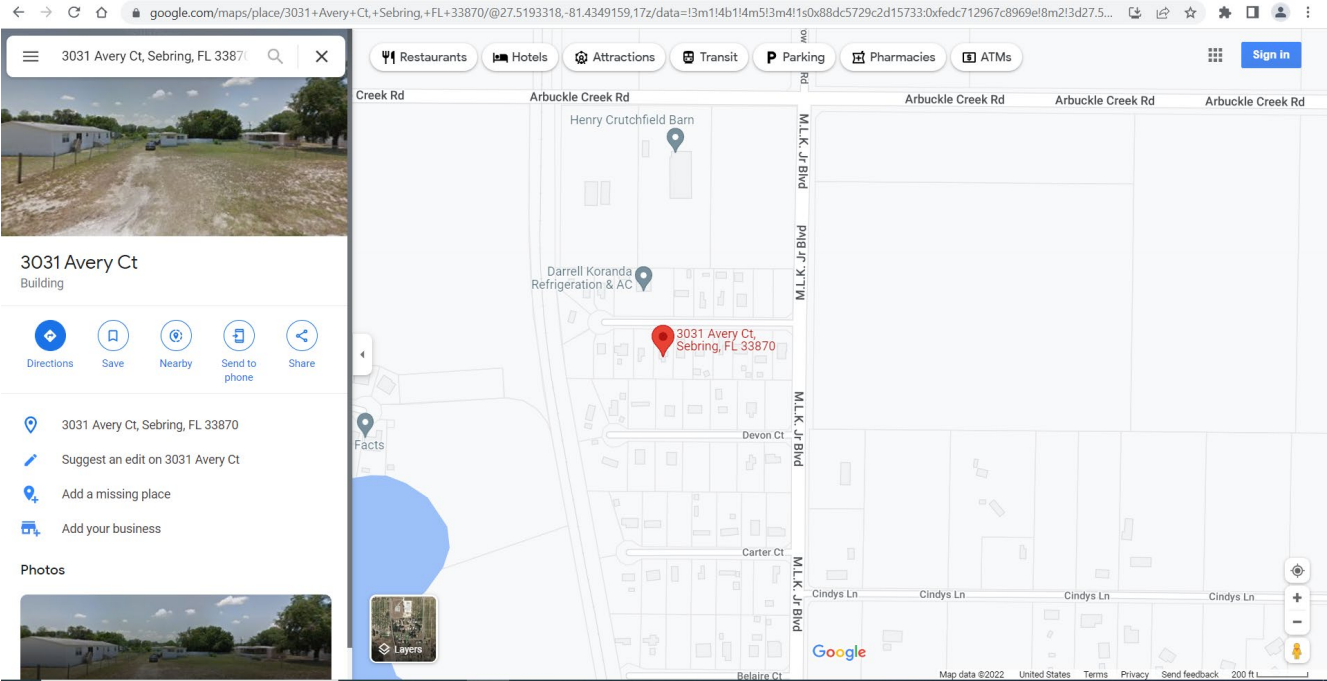 google.com/maps/place/3031+Avery+Ct,+Sebring,+FL+33870/@27.5193318,-81.4349159,17z/data=!3m1!4b1!4m5!3m4!1s0x88dc5729c2d15733:0xfedc712967c8969e!8m2!3d27.5...
3031 Avery Ct, Sebring, FL 3387
Restaurants
Hotels
Attractions
Transit
Parking
Pharmacies
ATMs
Sign in
3031 Avery Ct
Building
Directions
Save
Nearby
Send to
phone
Share
3031 Avery Ct, Sebring, FL 33870
Suggest an edit on 3031 Avery Ct
Add a missing place
Add your business
Photos
Creek Rd
Arbuckle Creek Rd
Arbuckle Creek Rd
Arbuckle Creek Rd
Arbuckle Creek Rd
Rd
Henry Crutchfield Barn
M.L.K. Jr Blvd
M.L.K. Jr Blvd
Darrell Koranda
Refrigeration & AC
3031 Avery Ct,
Sebring, FL 33870
M.L.K. Jr Blvd
Devon Ct
Facts
Carter Ct
M.L.K. Jr Blvd
Cindys Ln
Cindys Ln
Cindys Ln
Cindys Ln
Layers
Google
Belaire Ct
Map data ©2022
United States
Terms
Privacy
Send feedback
200 ft